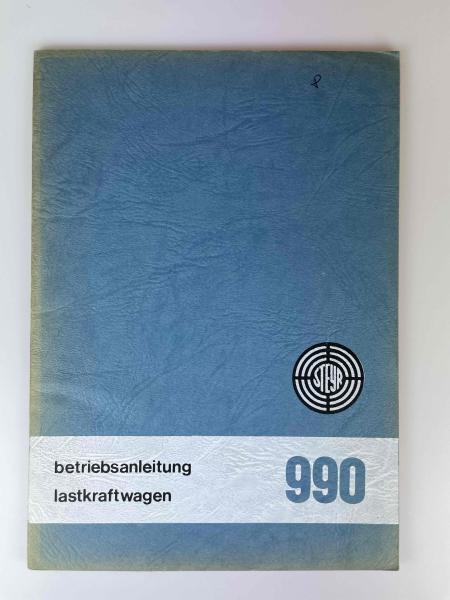 STEYR
betriebsanleitung
lastkraftwagen
990